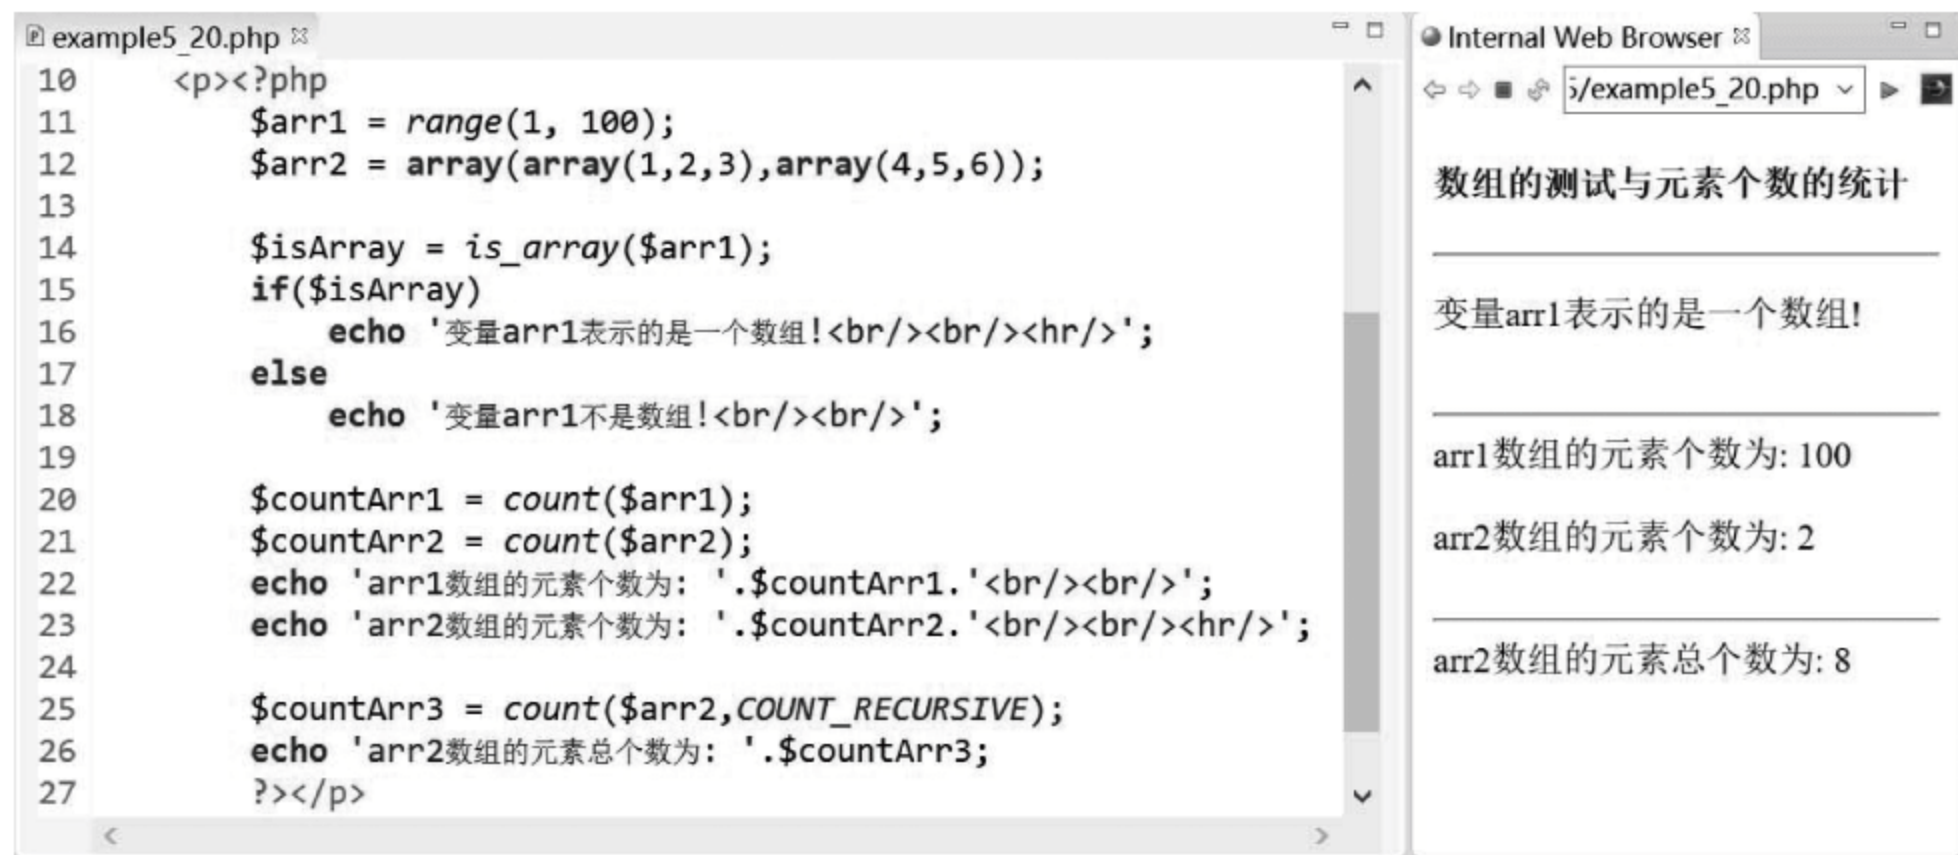 example5_20.php
10 <p><?php
11 $arr1 = range(1, 100);
12 $arr2 = array(array(1,2,3),array(4,5,6));
13
14 $isArray = is_array($arr1);
15 if($isArray)
16 echo '变量arr1表示的是一个数组!<br/><br/><hr/>';
17 else
18 echo '变量arr1不是数组!<br/><br/>';
19
20 $countArr1 = count($arr1);
21 $countArr2 = count($arr2);
22 echo 'arr1数组的元素个数为: '.$countArr1.'<br/><br/>';
23 echo 'arr2数组的元素个数为: '.$countArr2.'<br/><br/><hr/>';
24
25 $countArr3 = count($arr2,COUNT_RECURSIVE);
26 echo 'arr2数组的元素总个数为: '.$countArr3;
27 ?></p>
Internal Web Browser
5/example5_20.php
数组的测试与元素个数的统计
变量arr1表示的是一个数组!
arr1数组的元素个数为: 100
arr2数组的元素个数为: 2
arr2数组的元素总个数为: 8